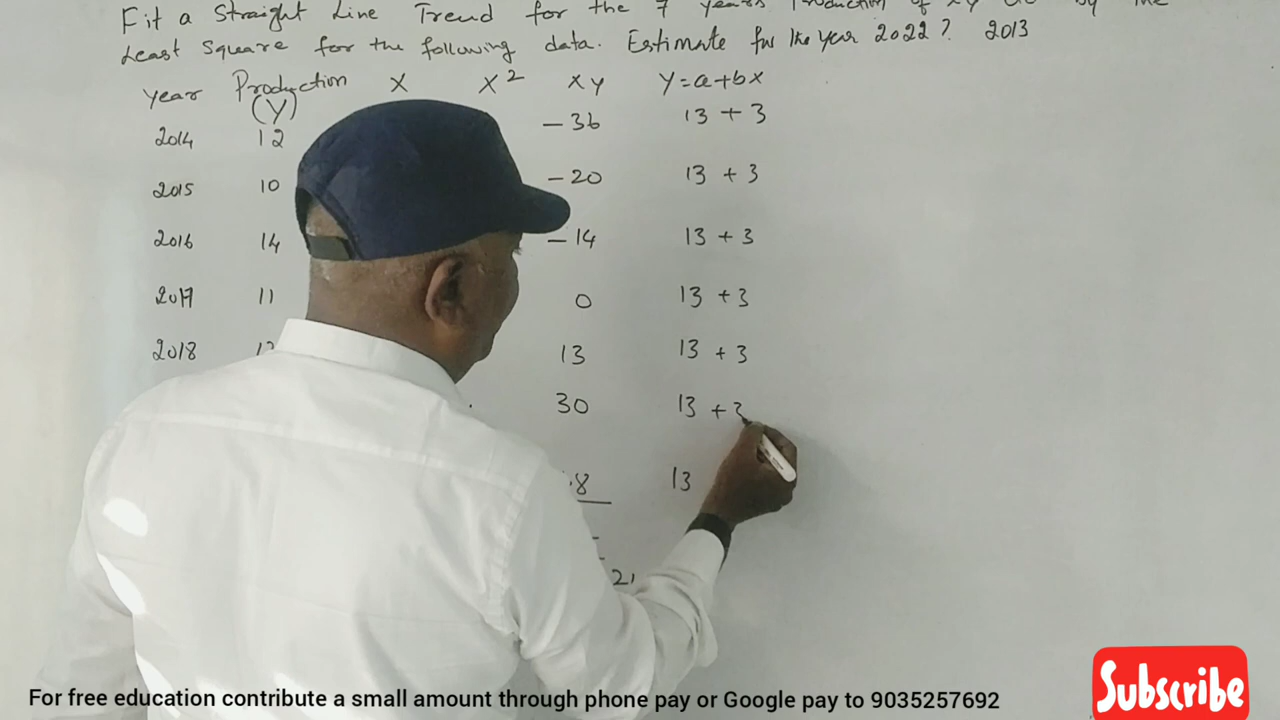 Fit a Straight Line Trend for the 7 years Production of by the
Least Square for the following data. Estimate for the year 2022? 2013
Year Production (Y) X X² XY Y=a+bx
2014 12 -36 13 + 3
2015 10 -20 13 + 3
2016 14 -14 13 + 3
2017 11 0 13 + 3
2018 13 13 + 3
30 13 + 3
8 13
21
For free education contribute a small amount through phone pay or Google pay to 9035257692
Subscribe